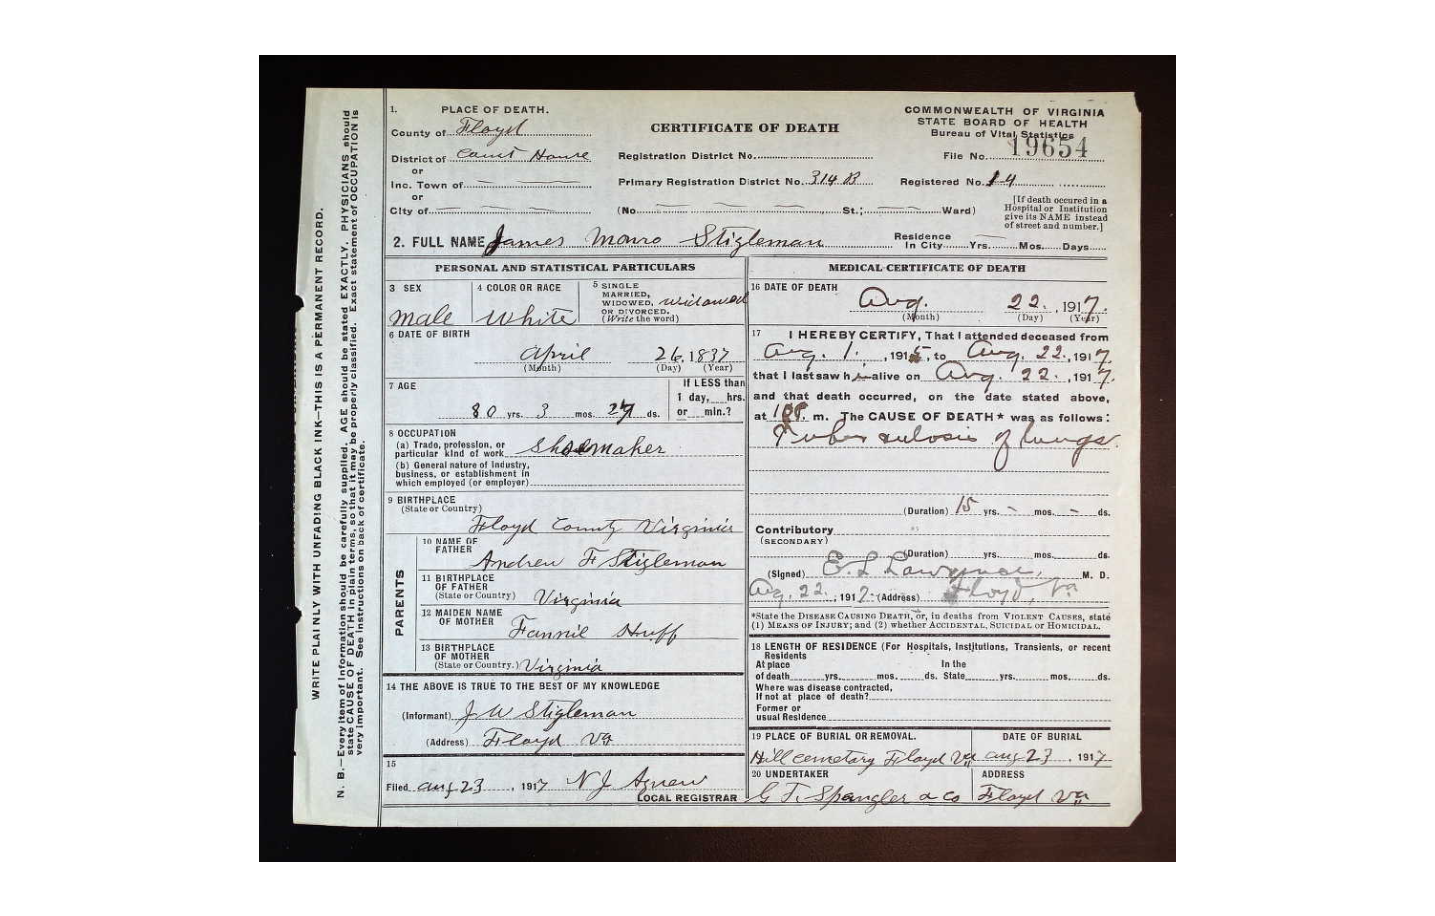 WRITE PLAINLY WITH UNFADING BLACK INK—THIS IS A PERMANENT RECORD.
N. B.—Every item of information should be carefully supplied. AGE should be stated EXACTLY. PHYSICIANS should
state CAUSE OF DEATH in plain terms, so that it may be properly classified. Exact statement of OCCUPATION is
very important. See instructions on back of certificate.
1. PLACE OF DEATH.
County of Floyd
District of Court House
or
Inc. Town of
or
City of
CERTIFICATE OF DEATH
Registration District No.
Primary Registration District No. 314 B
(No. St.; Ward)
COMMONWEALTH OF VIRGINIA
STATE BOARD OF HEALTH
Bureau of Vital Statistics
File No. 19654
Registered No. 14
[If death occured in a
Hospital or Institution
give its NAME instead
of street and number.]
2. FULL NAME James Monro Stigleman
Residence
In City Yrs. Mos. Days
PERSONAL AND STATISTICAL PARTICULARS
3 SEX
male
4 COLOR OR RACE
White
5 SINGLE
MARRIED,
WIDOWED, widowed
OR DIVORCED.
(Write the word)
6 DATE OF BIRTH
April 26, 1837
(Month) (Day) (Year)
7 AGE
80 yrs. 3 mos. 27 ds.
If LESS than
1 day, hrs.
or min.?
8 OCCUPATION
(a) Trade, profession, or
particular kind of work Shoemaker
(b) General nature of Industry,
business, or establishment in
which employed (or employer)
9 BIRTHPLACE
(State or Country)
Floyd County Virginia
PARENTS
10 NAME OF
FATHER
Andrew F Stigleman
11 BIRTHPLACE
OF FATHER
(State or Country) Virginia
12 MAIDEN NAME
OF MOTHER
Fannie Huff
13 BIRTHPLACE
OF MOTHER
(State or Country.) Virginia
14 THE ABOVE IS TRUE TO THE BEST OF MY KNOWLEDGE
(Informant) J W Stigleman
(Address) Floyd Va
15
Filed aug 23, 1917 N J Agnew
LOCAL REGISTRAR
MEDICAL CERTIFICATE OF DEATH
16 DATE OF DEATH
Aug. 22, 1917.
(Month) (Day) (Year)
17 I HEREBY CERTIFY, That I attended deceased from
Aug. 1., 1915, to Aug. 22., 1917
that I last saw h alive on Aug. 22., 1917.
and that death occurred, on the date stated above,
at m. The CAUSE OF DEATH* was as follows:
Tuberculosis of lungs.
(Duration) 15 yrs. - mos. - ds.
Contributory
(SECONDARY)
(Duration) yrs. mos. ds.
(Signed) E. L Lawrence, M. D.
Aug. 22., 1917. (Address) Floyd, Va
*State the DISEASE CAUSING DEATH, or, in deaths from VIOLENT CAUSES, state
(1) MEANS OF INJURY; and (2) whether ACCIDENTAL, SUICIDAL or HOMICIDAL.
18 LENGTH OF RESIDENCE (For Hospitals, Institutions, Transients, or recent
Residents
At place In the
of death yrs. mos. ds. State yrs. mos. ds.
Where was disease contracted,
If not at place of death?
Former or
usual Residence
19 PLACE OF BURIAL OR REMOVAL. DATE OF BURIAL
Hill cemetary Floyd Va aug 23, 1917.
20 UNDERTAKER ADDRESS
G T. Spangler & Co Floyd Va